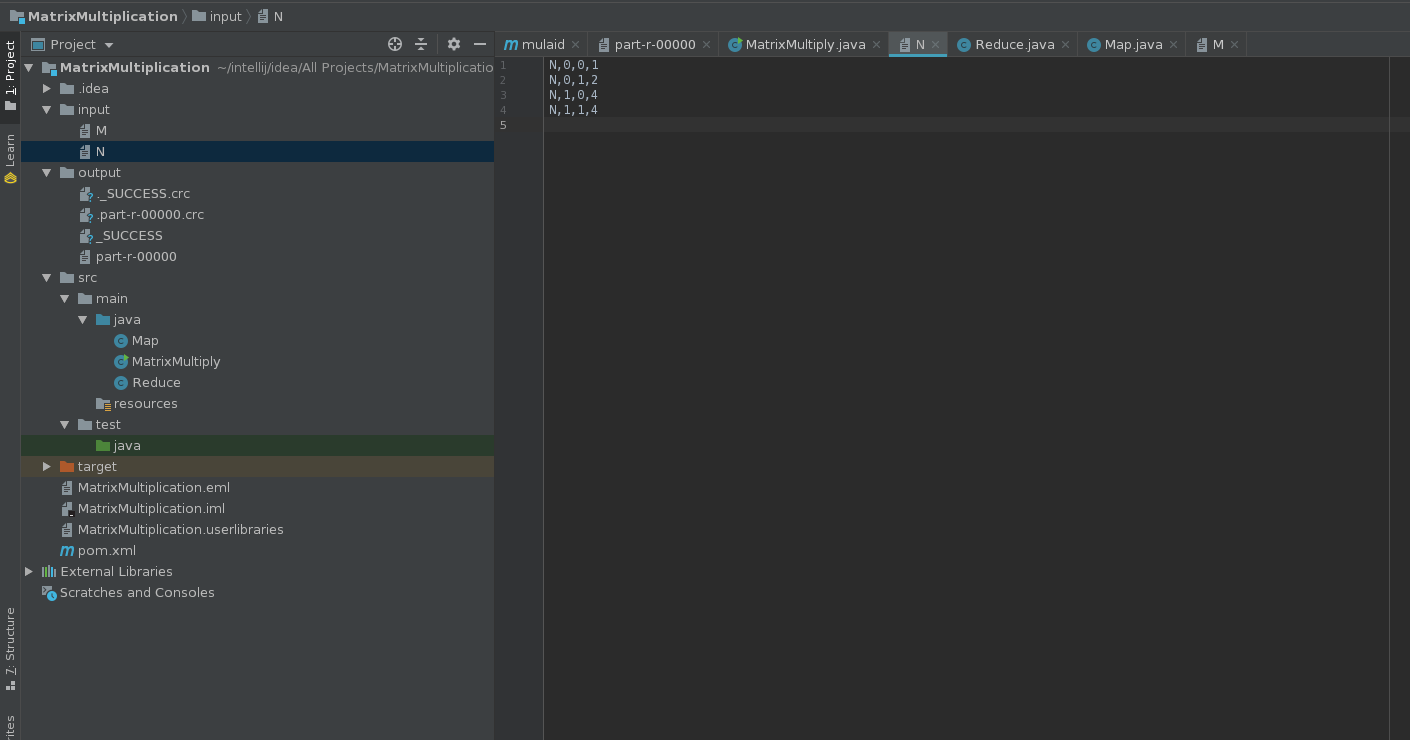 MatrixMultiplication input N
Project
mulaid part-r-00000 MatrixMultiply.java N Reduce.java Map.java M
1: Project
Learn
7: Structure
rites
MatrixMultiplication ~/intellij/idea/All Projects/MatrixMultiplicatio
.idea
input
M
N
output
._SUCCESS.crc
.part-r-00000.crc
_SUCCESS
part-r-00000
src
main
java
Map
MatrixMultiply
Reduce
resources
test
java
target
MatrixMultiplication.eml
MatrixMultiplication.iml
MatrixMultiplication.userlibraries
pom.xml
External Libraries
Scratches and Consoles
1 N,0,0,1
2 N,0,1,2
3 N,1,0,4
4 N,1,1,4
5